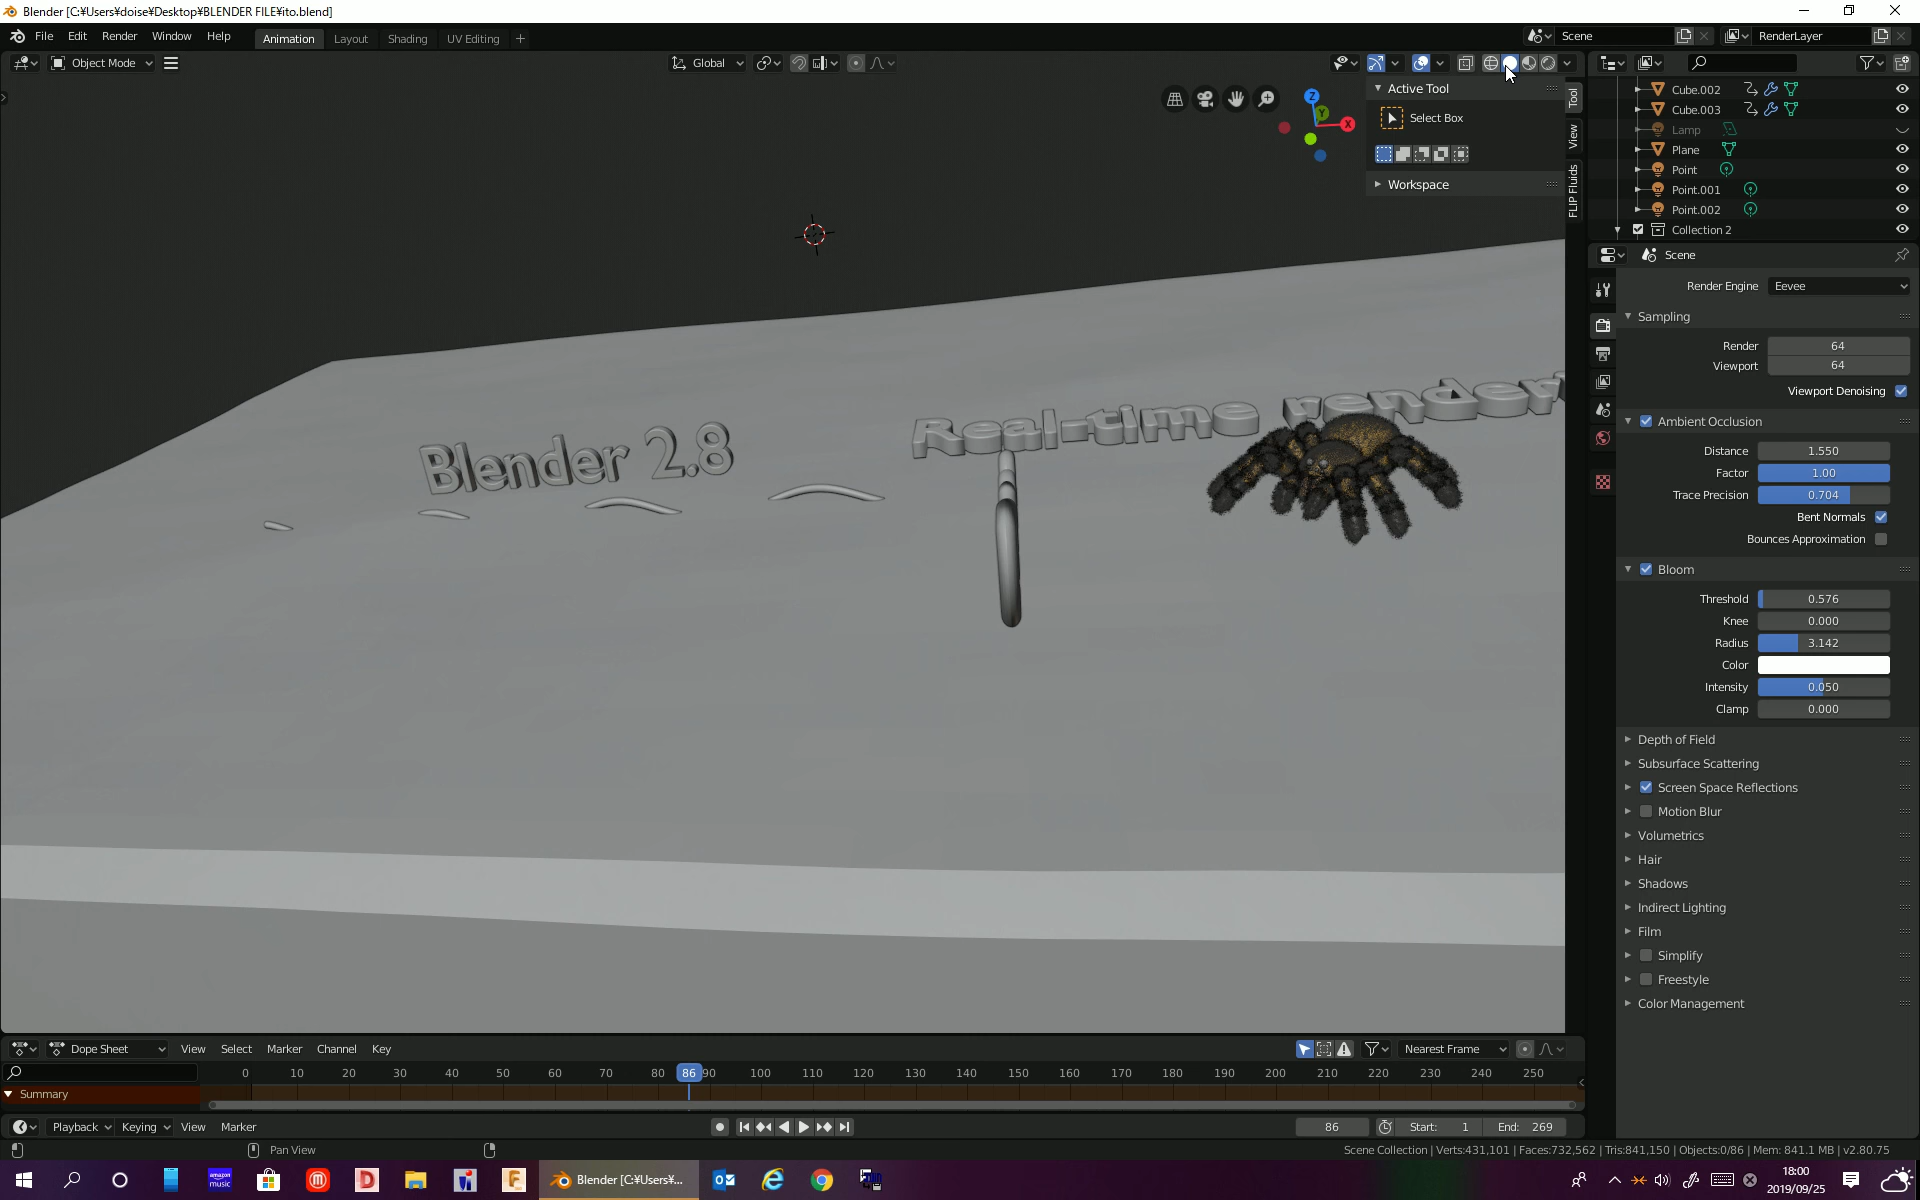 Blender [C:¥Users¥doise¥Desktop¥BLENDER FILE¥ito.blend]
File Edit Render Window Help
Animation Layout Shading UV Editing +
Scene
RenderLayer
Object Mode
Global
Cube.002
Cube.003
Lamp
Plane
Point
Point.001
Point.002
Collection 2
Active Tool
Select Box
Workspace
Tool
View
FLIP Fluids
Z
Y
X
Blender 2.8
Real-time render
Scene
Render Engine Eevee
Sampling
Render 64
Viewport 64
Viewport Denoising
Ambient Occlusion
Distance 1.550
Factor 1.00
Trace Precision 0.704
Bent Normals
Bounces Approximation
Bloom
Threshold 0.576
Knee 0.000
Radius 3.142
Color
Intensity 0.050
Clamp 0.000
Depth of Field
Subsurface Scattering
Screen Space Reflections
Motion Blur
Volumetrics
Hair
Shadows
Indirect Lighting
Film
Simplify
Freestyle
Color Management
Dope Sheet View Select Marker Channel Key
Nearest Frame
0 10 20 30 40 50 60 70 80 86 90 100 110 120 130 140 150 160 170 180 190 200 210 220 230 240 250
Summary
Playback Keying View Marker
86 Start: 1 End: 269
Pan View
Scene Collection | Verts:431,101 | Faces:732,562 | Tris:841,150 | Objects:0/86 | Mem: 841.1 MB | v2.80.75
amazon music
Blender [C:¥Users¥...
18:00
2019/09/25